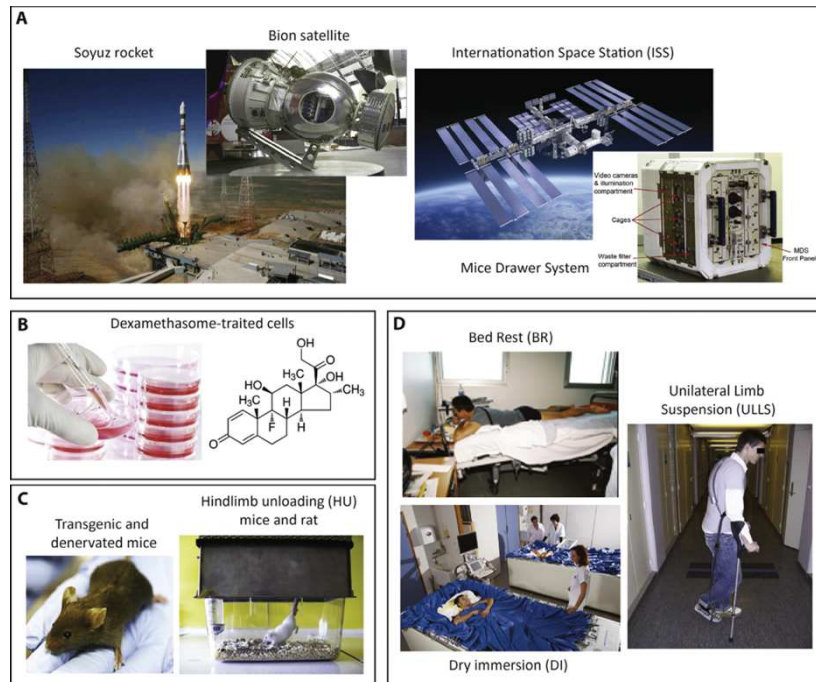 A
Soyuz rocket
Bion satellite
Internationation Space Station (ISS)
Video cameras
& illumination
compartment
Cages
Waste filter
compartment
MDS
Front Panel
Mice Drawer System
B
Dexamethasome-traited cells
OH
O
H₃C
OH
HO
CH₃
H₃C
H
F
H
O
C
Transgenic and
denervated mice
Hindlimb unloading (HU)
mice and rat
D
Bed Rest (BR)
Unilateral Limb
Suspension (ULLS)
Dry immersion (DI)